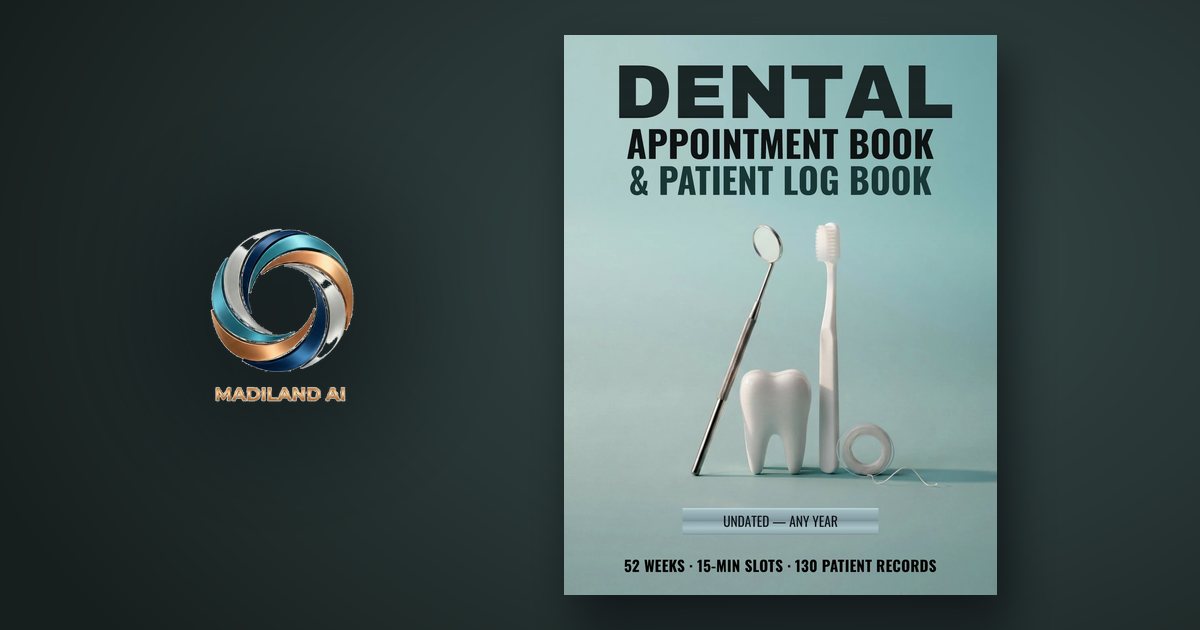 MADILAND AI
DENTAL
APPOINTMENT BOOK
& PATIENT LOG BOOK
UNDATED — ANY YEAR
52 WEEKS · 15-MIN SLOTS · 130 PATIENT RECORDS